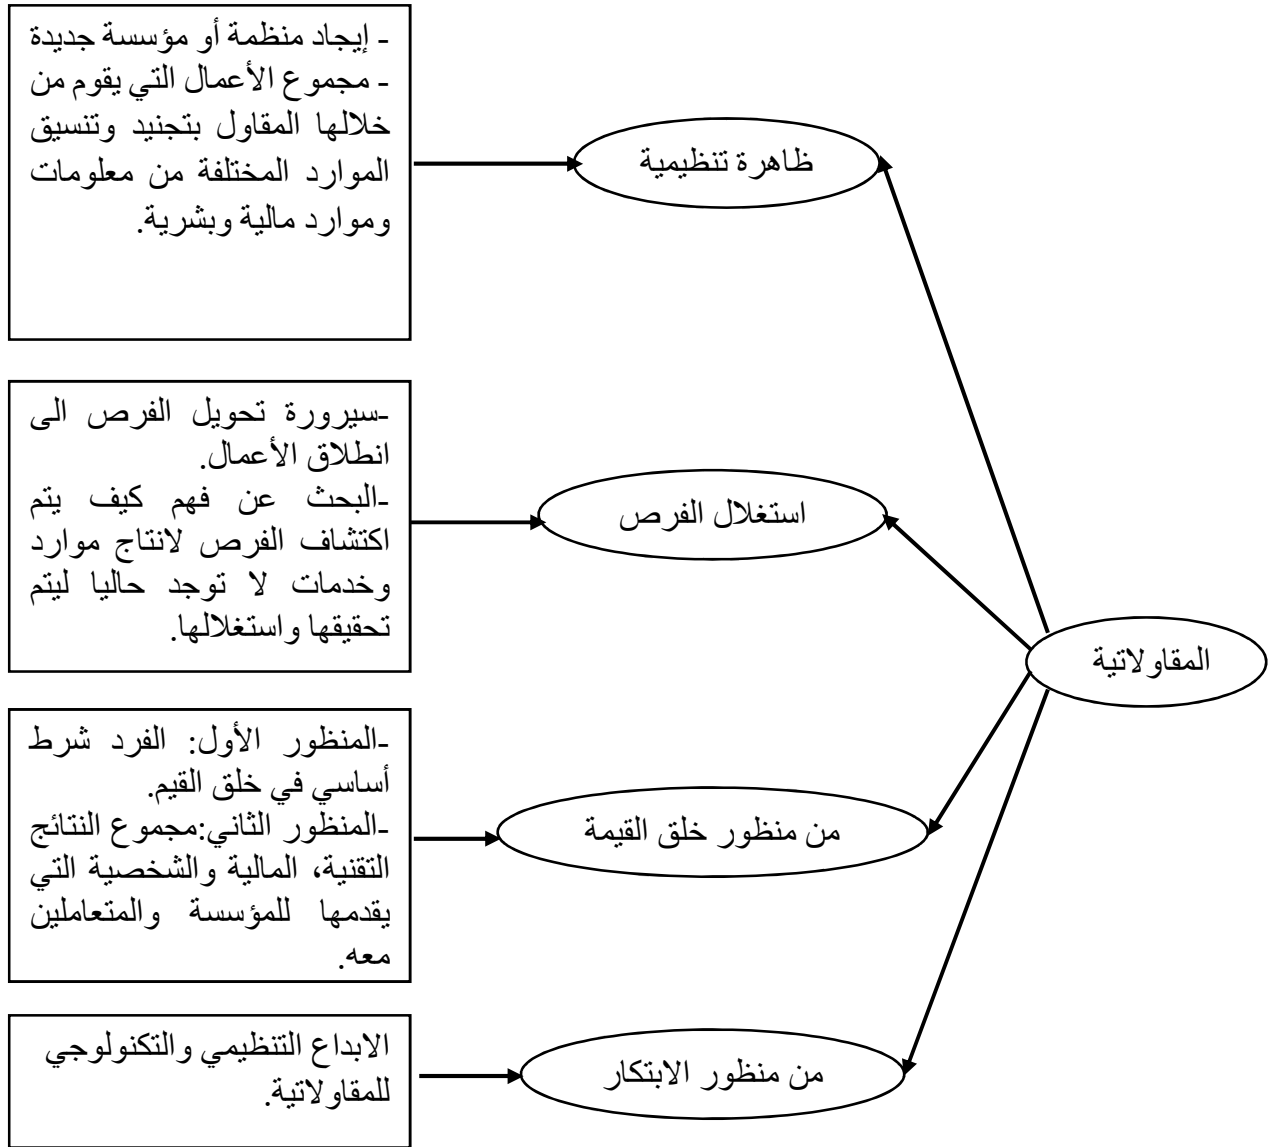 - إيجاد منظمة أو مؤسسة جديدة
- مجموع الأعمال التي يقوم من
خلالها المقاول بتجنيد وتنسيق
الموارد المختلفة من معلومات
وموارد مالية وبشرية.
ظاهرة تنظيمية
-سيرورة تحويل الفرص الى
انطلاق الأعمال.
-البحث عن فهم كيف يتم
اكتشاف الفرص لانتاج موارد
وخدمات لا توجد حاليا ليتم
تحقيقها واستغلالها.
استغلال الفرص
المقاولاتية
-المنظور الأول: الفرد شرط
أساسي في خلق القيم.
-المنظور الثاني:مجموع النتائج
التقنية، المالية والشخصية التي
يقدمها للمؤسسة والمتعاملين
معه.
من منظور خلق القيمة
الابداع التنظيمي والتكنولوجي
للمقاولاتية.
من منظور الابتكار